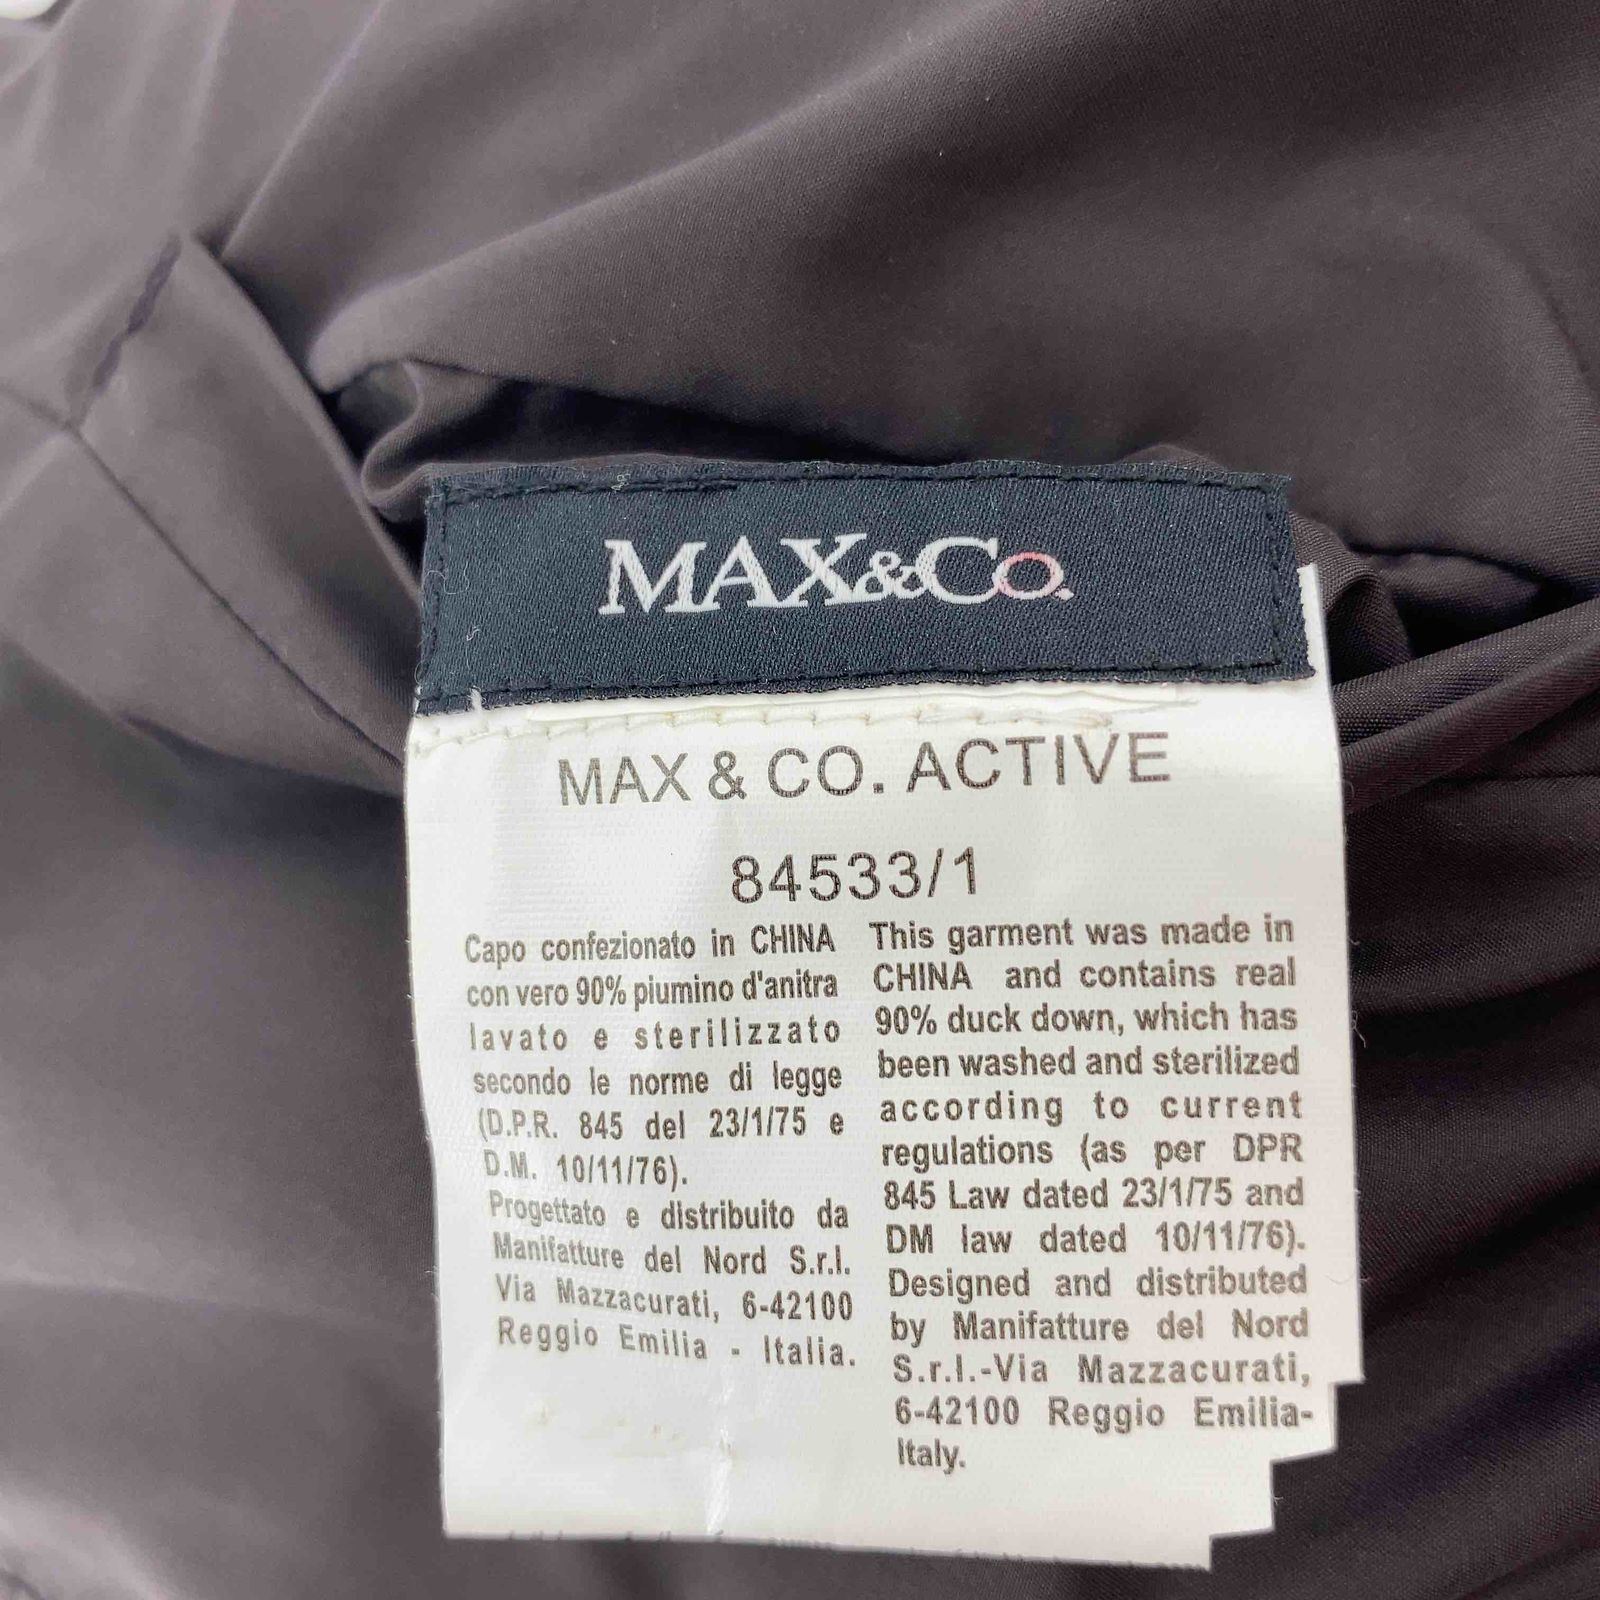 MAX&CO.
MAX & CO. ACTIVE
84533/1
Capo confezionato in CHINA
con vero 90% piumino d'anitra
lavato e sterilizzato
secondo le norme di legge
(D.P.R. 845 del 23/1/75 e
D.M. 10/11/76).
Progettato e distribuito da
Manifatture del Nord S.r.l.
Via Mazzacurati, 6-42100
Reggio Emilia - Italia.
This garment was made in
CHINA and contains real
90% duck down, which has
been washed and sterilized
according to current
regulations (as per DPR
845 Law dated 23/1/75 and
DM law dated 10/11/76).
Designed and distributed
by Manifatture del Nord
S.r.l.-Via Mazzacurati,
6-42100 Reggio Emilia-
Italy.